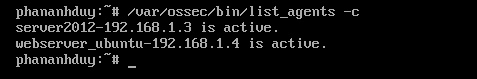 phananhduy:~# /var/ossec/bin/list_agents -c
server2012-192.168.1.3 is active.
webserver_ubuntu-192.168.1.4 is active.
phananhduy:~# _